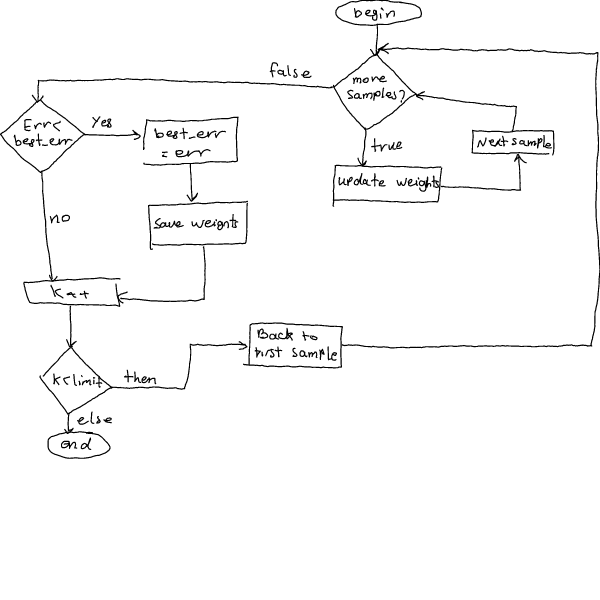 begin
false
more
samples?
Err<
best_err
yes
best_err
= err
true
Next sample
update weights
no
save weights
K++
Back to
first sample
k<limit
then
else
end